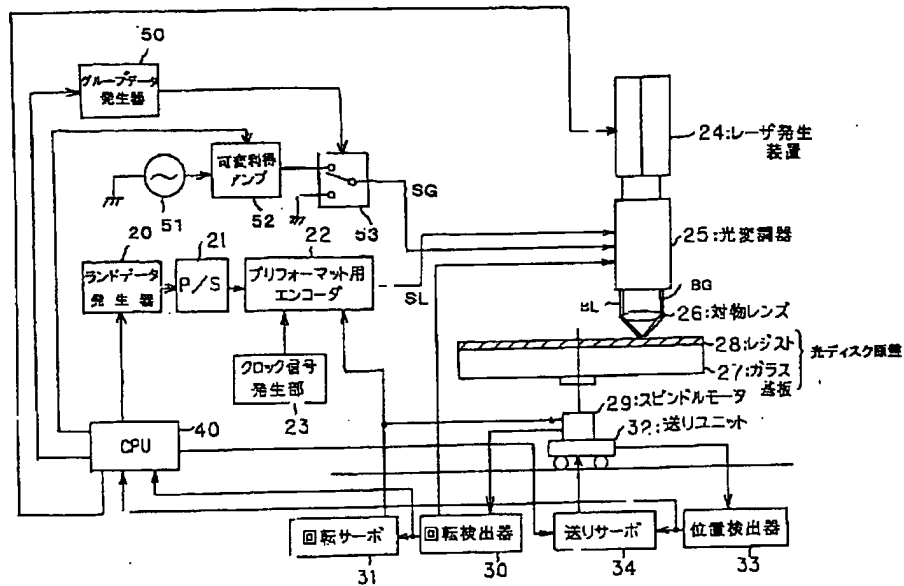 50
グループデータ
発生器
51
可変利得
アンプ
52
53
SG
20
ランドデータ
発生器
21
P/S
22
プリフォーマット用
エンコーダ
SL
クロック信号
発生部
23
24:レーザ発生
装置
25:光変調器
BL
BG
26:対物レンズ
28:レジスト
27:ガラス
基板
光ディスク原盤
29:スピンドルモータ
32:送りユニット
CPU
40
回転サーボ
31
回転検出器
30
送りサーボ
34
位置検出器
33